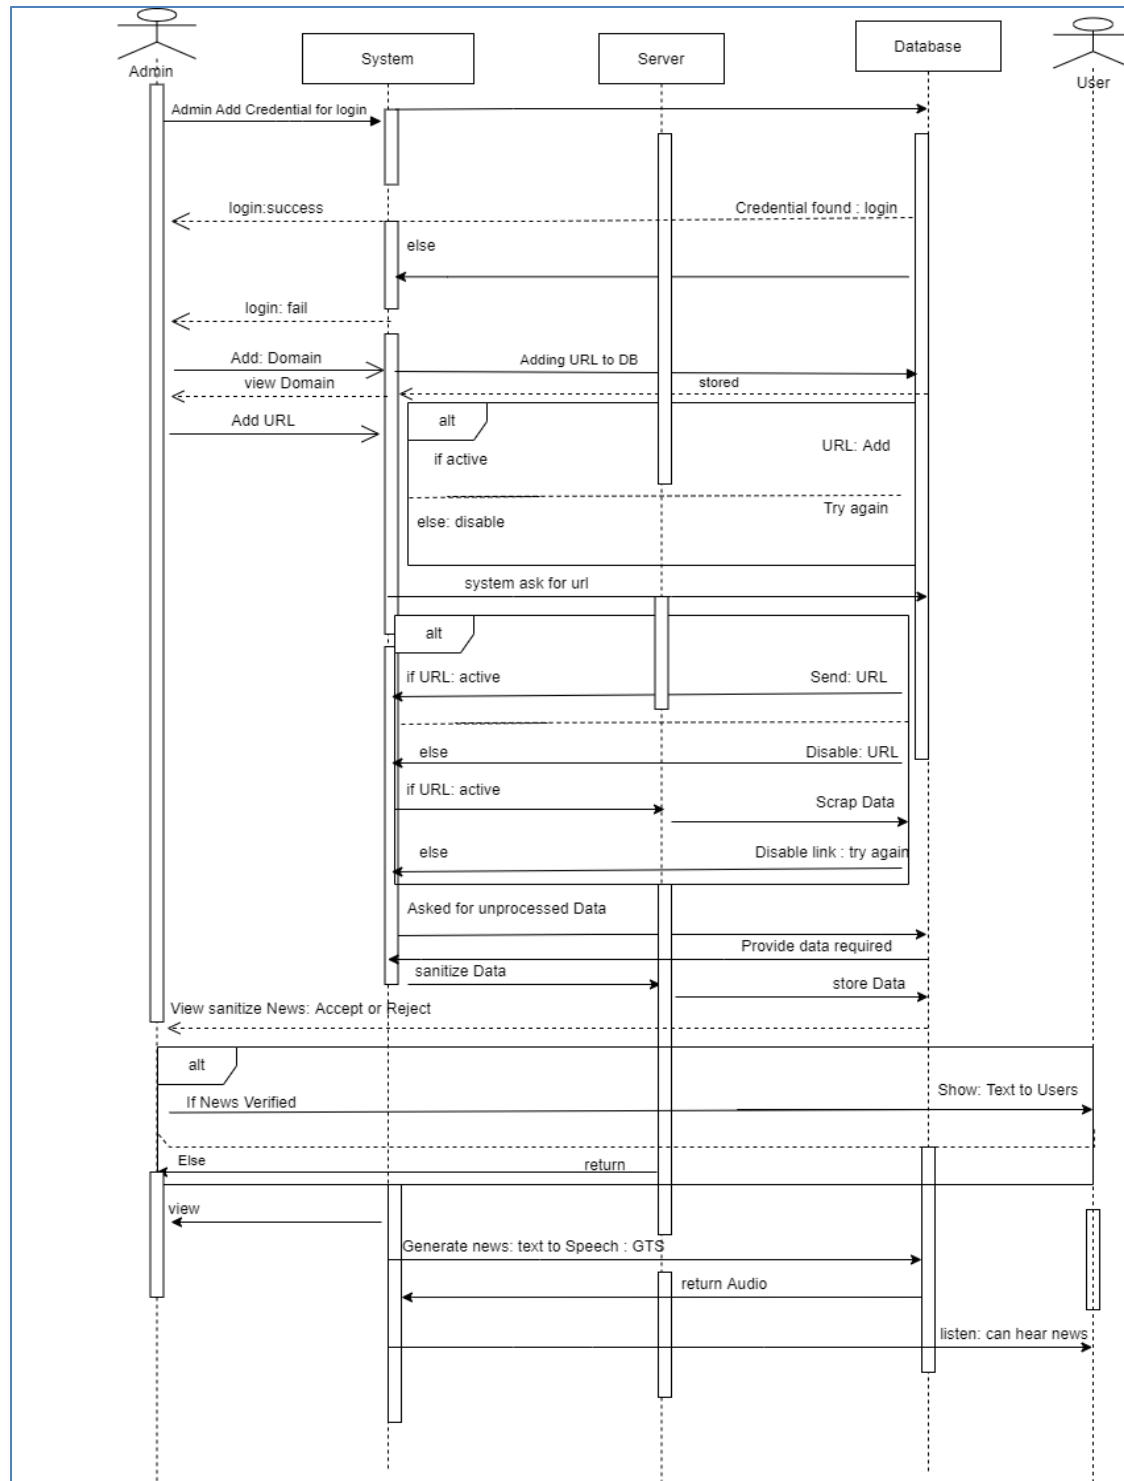 Admin
System
Server
Database
User
Admin Add Credential for login
login:success
Credential found : login
else
login: fail
Add: Domain
Adding URL to DB
view Domain
stored
Add URL
alt
URL: Add
if active
Try again
else: disable
system ask for url
alt
if URL: active
Send: URL
else
Disable: URL
if URL: active
Scrap Data
else
Disable link : try again
Asked for unprocessed Data
Provide data required
sanitize Data
store Data
View sanitize News: Accept or Reject
alt
Show: Text to Users
If News Verified
Else
return
view
Generate news: text to Speech : GTS
return Audio
listen: can hear news